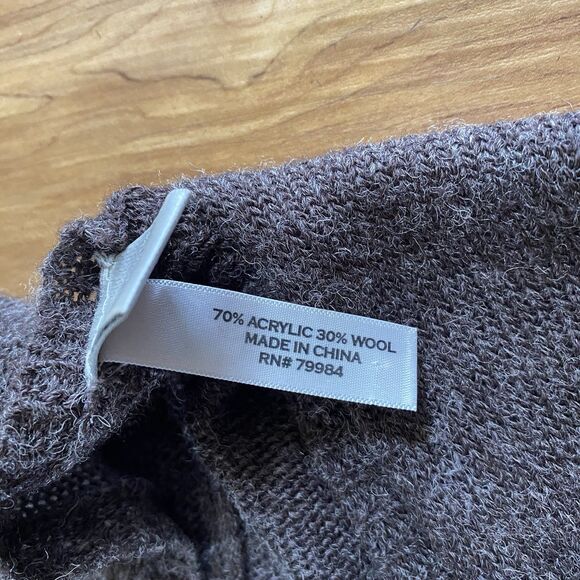 70% ACRYLIC 30% WOOL
MADE IN CHINA
RN# 79984